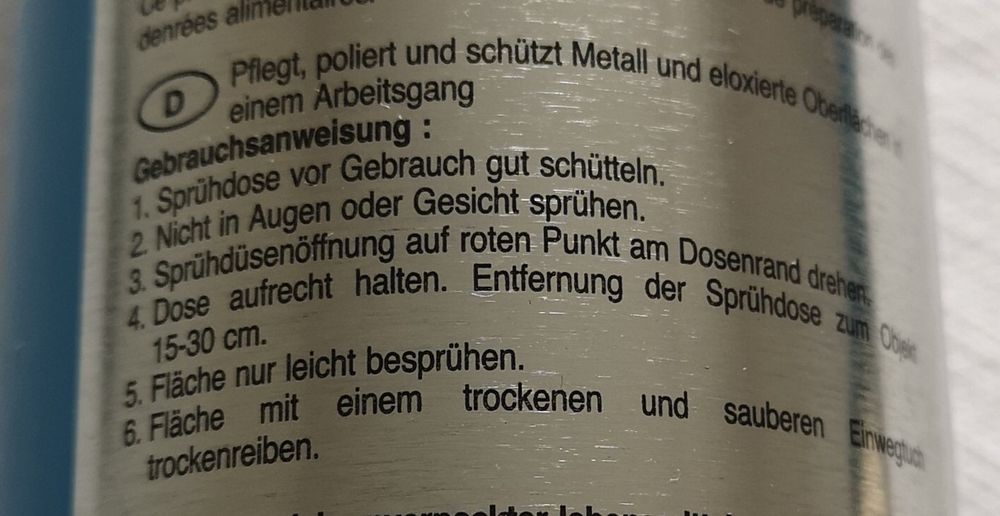 denrées alimentaires.
D
Pflegt, poliert und schützt Metall und eloxierte Oberflächen in
einem Arbeitsgang
Gebrauchsanweisung :
1. Sprühdose vor Gebrauch gut schütteln.
2. Nicht in Augen oder Gesicht sprühen.
3. Sprühdüsenöffnung auf roten Punkt am Dosenrand drehen.
4. Dose aufrecht halten. Entfernung der Sprühdose zum Objekt
15-30 cm.
5. Fläche nur leicht besprühen.
6. Fläche mit einem trockenen und sauberen Einwegtuch
trockenreiben.